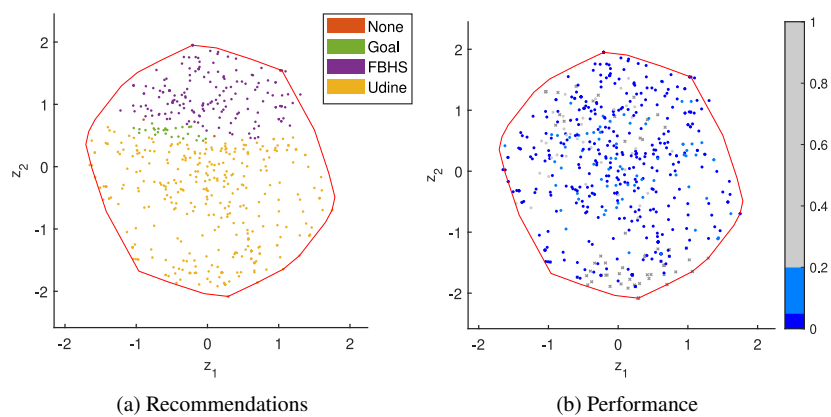 None
Goal
FBHS
Udine
2
1
0
-1
-2
z2
-2 -1 0 1 2
z1
(a) Recommendations
2
1
0
-1
-2
z2
-2 -1 0 1 2
z1
1
0.8
0.6
0.4
0.2
0
(b) Performance